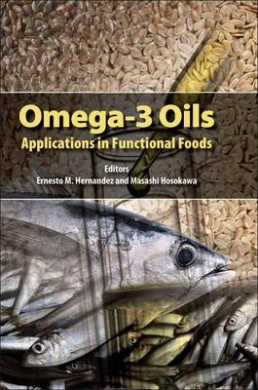 Omega-3 Oils
Applications in Functional Foods
Editors
Ernesto M. Hernandez and Masashi Hosokawa